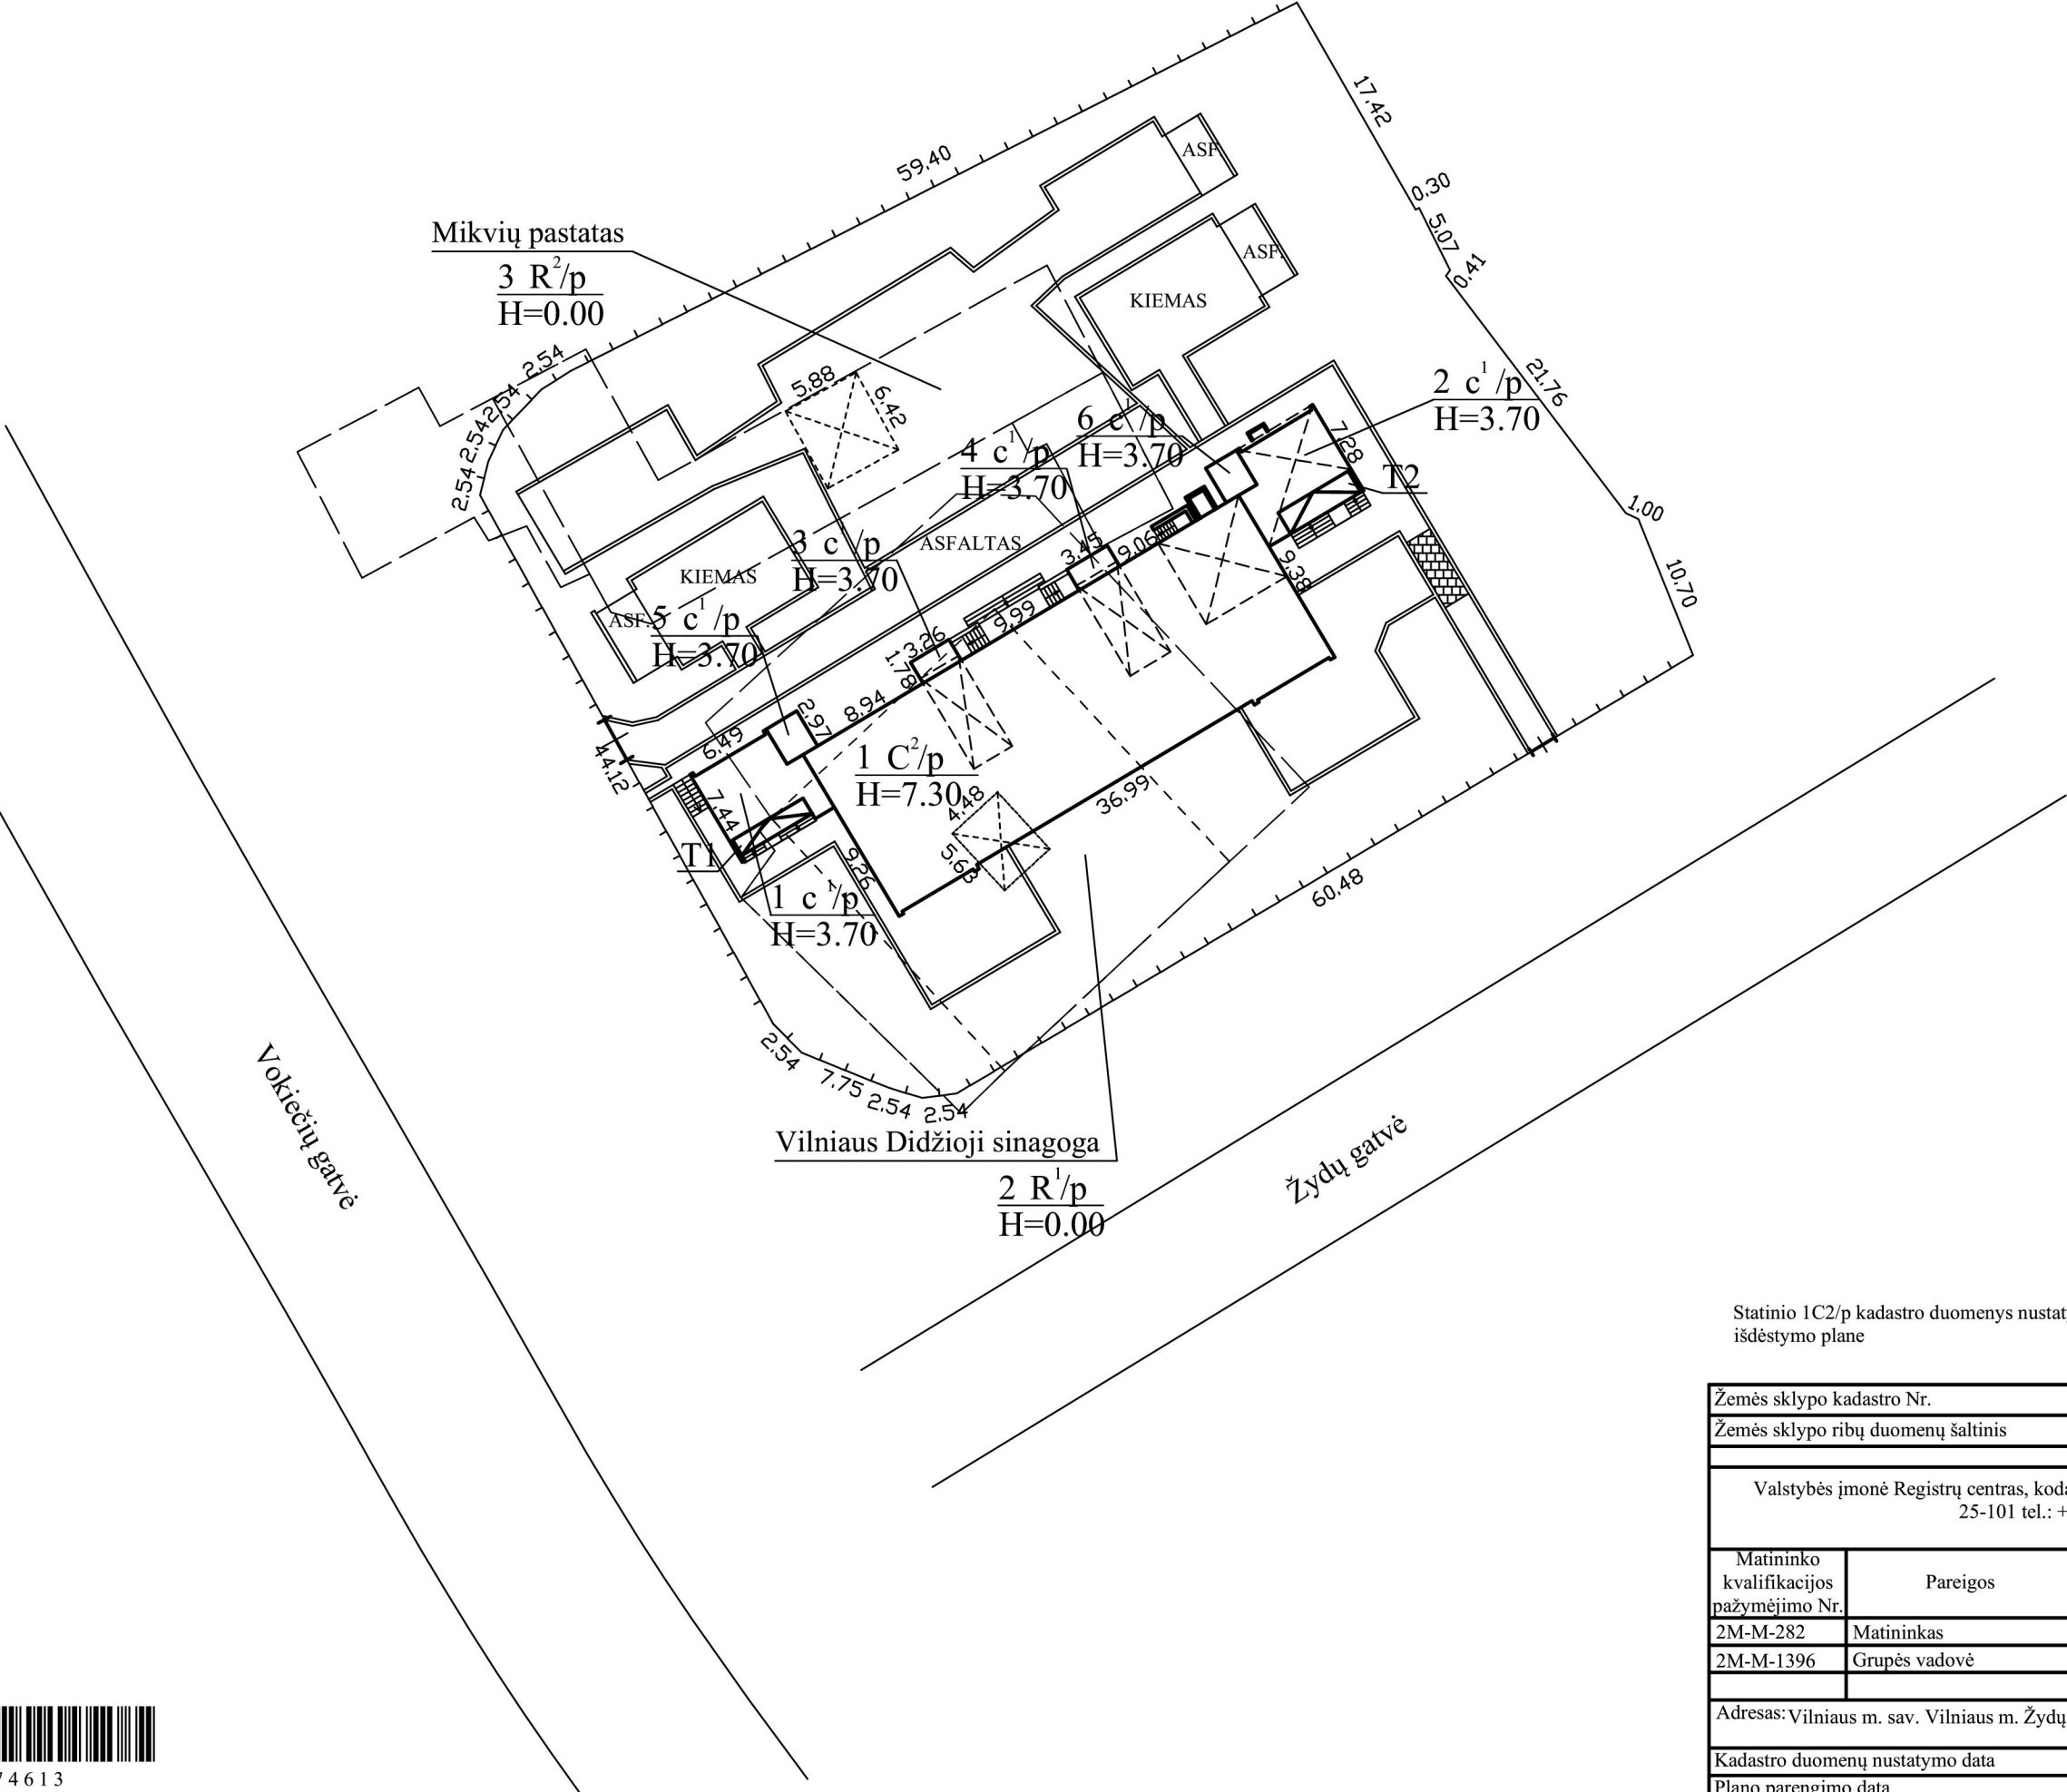 17.42
59.40
ASF.
0.30
5.07
0.41
Mikvių pastatas
3 R²/p
H=0.00
ASF.
KIEMAS
2.54
2.54
2.54
2.54
5.88
6.42
21.76
2 c¹/p
H=3.70
6 c¹/p
H=3.70
4 c¹/p
H=3.70
7.28
T2
1.00
ASFALTAS
3 c /p
H=3.70
3.45
9.06
9.38
10.70
KIEMAS
ASF.
5 c¹/p
H=3.70
9.99
3.26
1.78
8.94
2.97
6.49
44.12
1 C²/p
H=7.30
4.48
5.63
36.99
7.44
T1
9.26
1 c¹/p
H=3.70
60.48
2.54
7.75
2.54
2.54
Vokiečių gatvė
Vilniaus Didžioji sinagoga
2 R¹/p
H=0.00
Žydų gatvė
Statinio 1C2/p kadastro duomenys
išdėstymo plane
Žemės sklypo kadastro Nr.
Žemės sklypo ribų duomenų šaltinis
Valstybės įmonė Registrų centras,
25-101 tel.: +
Matininko
kvalifikacijos
pažymėjimo Nr.
Pareigos
2M-M-282
Matininkas
2M-M-1396
Grupės vadovė
Adresas: Vilniaus m. sav. Vilniaus m. Žydų
Kadastro duomenų nustatymo data
Plano parengimo data
74613